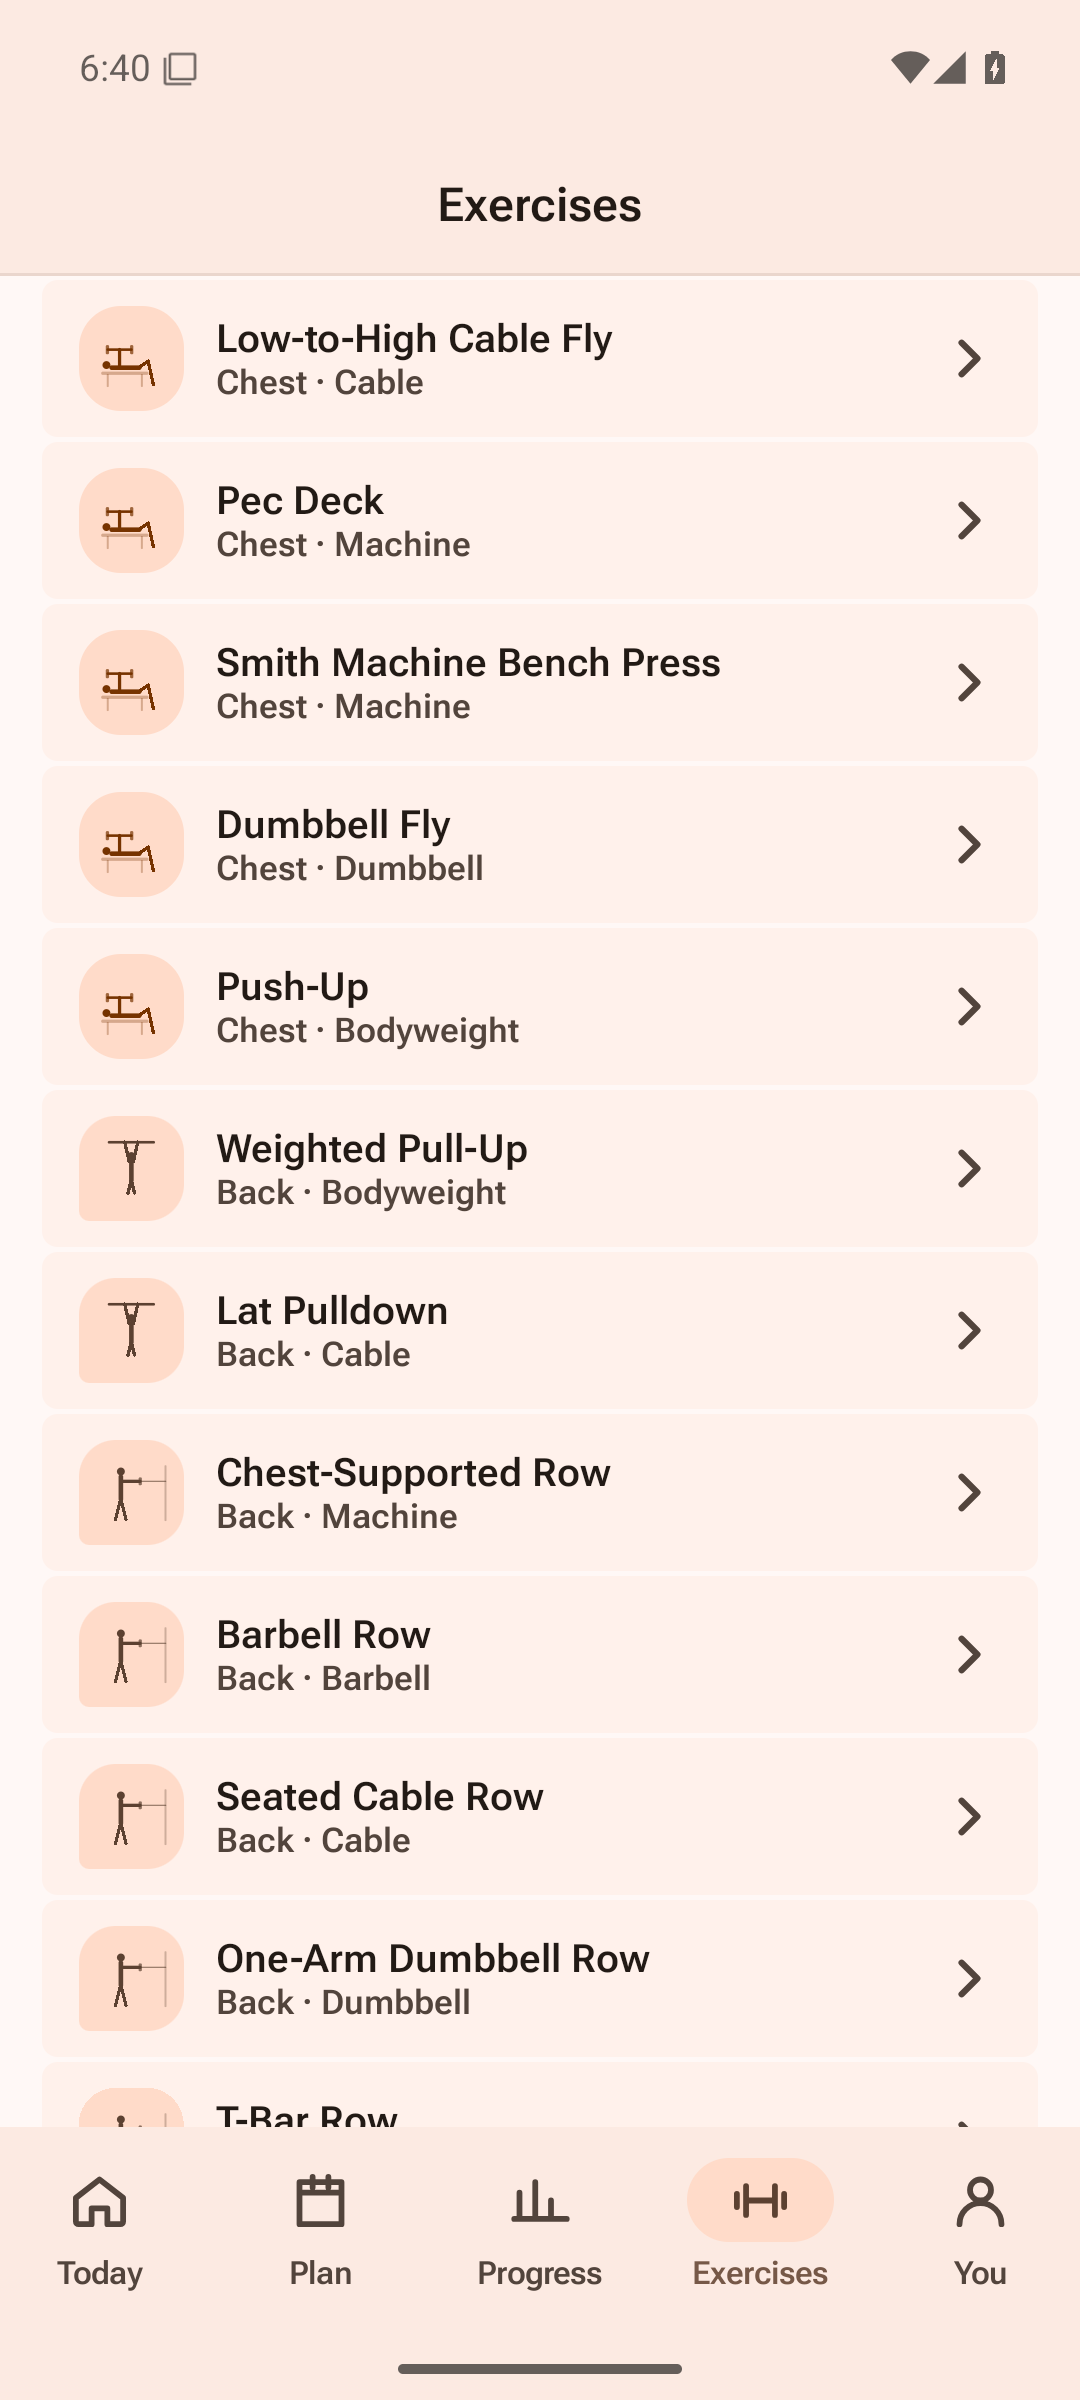 6:40
Exercises
Low-to-High Cable Fly
Chest · Cable
Pec Deck
Chest · Machine
Smith Machine Bench Press
Chest · Machine
Dumbbell Fly
Chest · Dumbbell
Push-Up
Chest · Bodyweight
Weighted Pull-Up
Back · Bodyweight
Lat Pulldown
Back · Cable
Chest-Supported Row
Back · Machine
Barbell Row
Back · Barbell
Seated Cable Row
Back · Cable
One-Arm Dumbbell Row
Back · Dumbbell
T-Bar Row
Today
Plan
Progress
Exercises
You